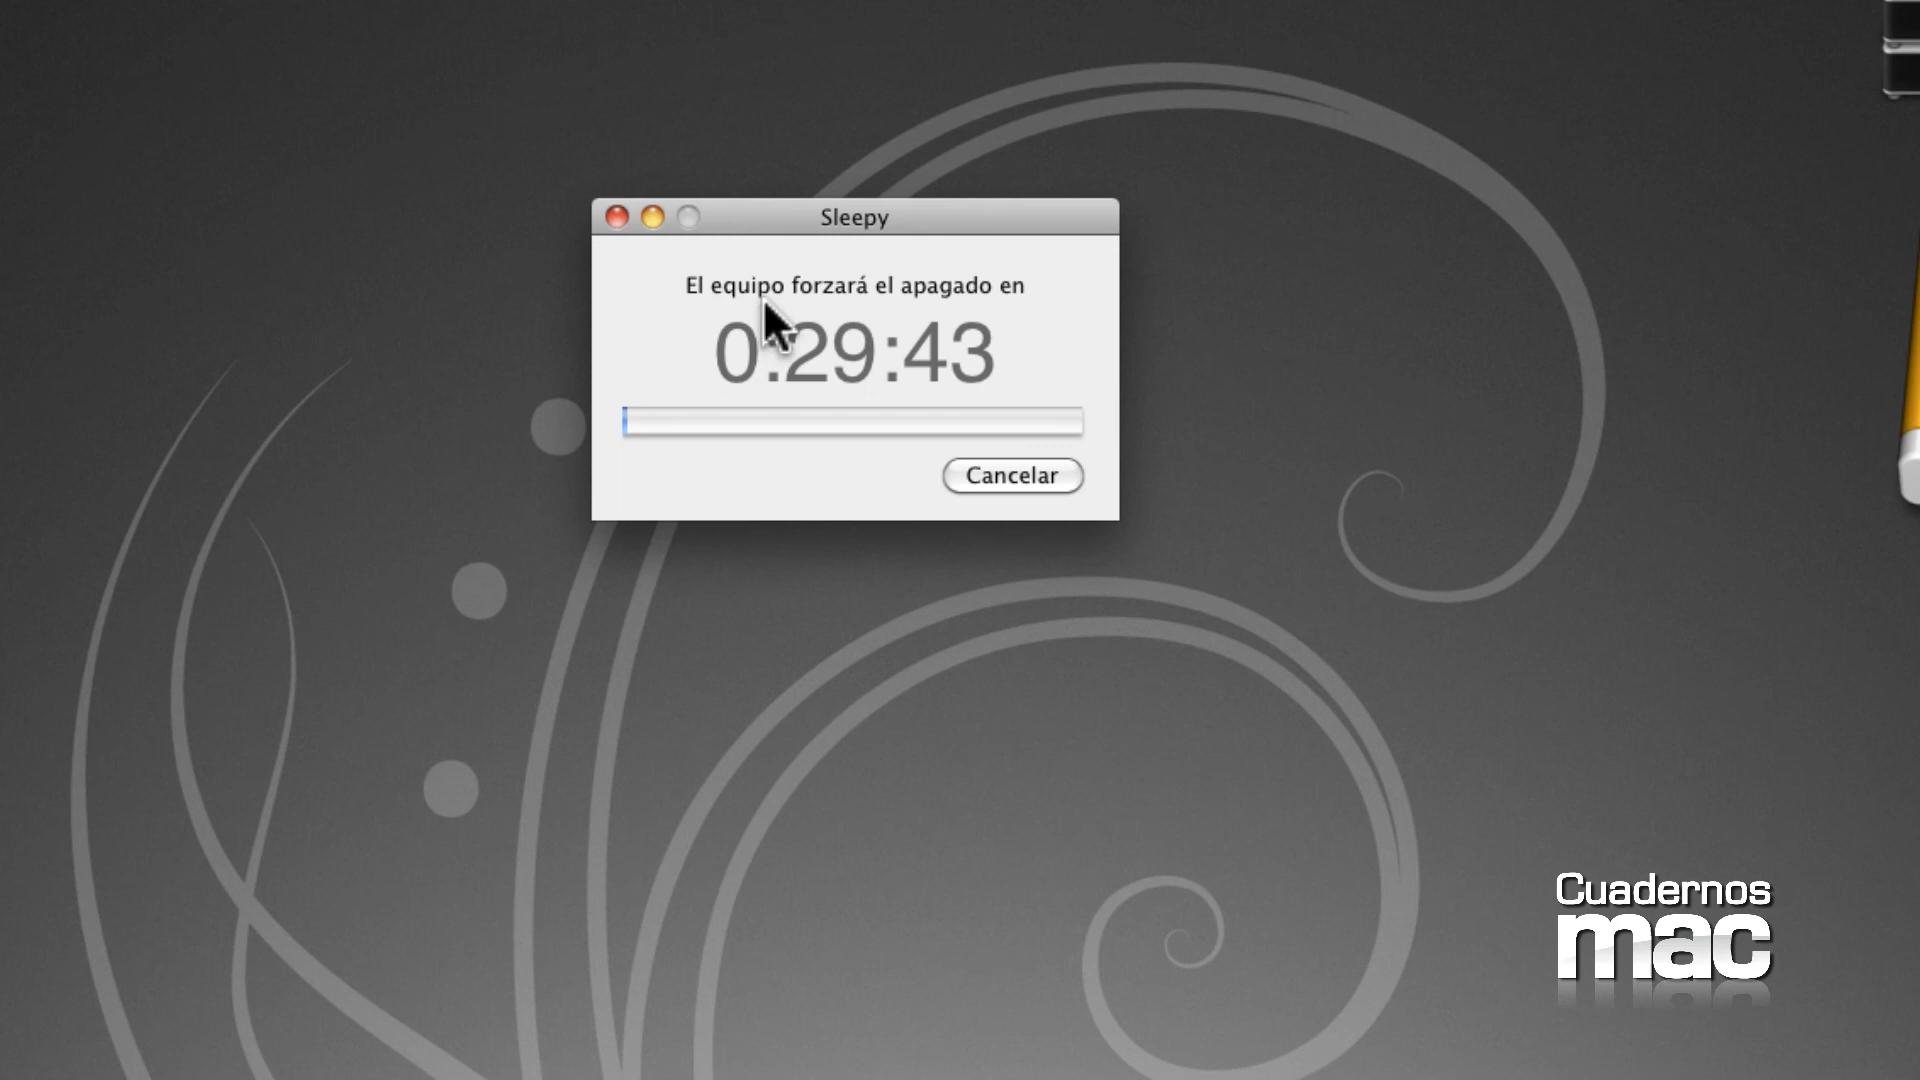 Sleepy
El equipo forzará el apagado en
0:29:43
Cancelar
Cuadernos
mac